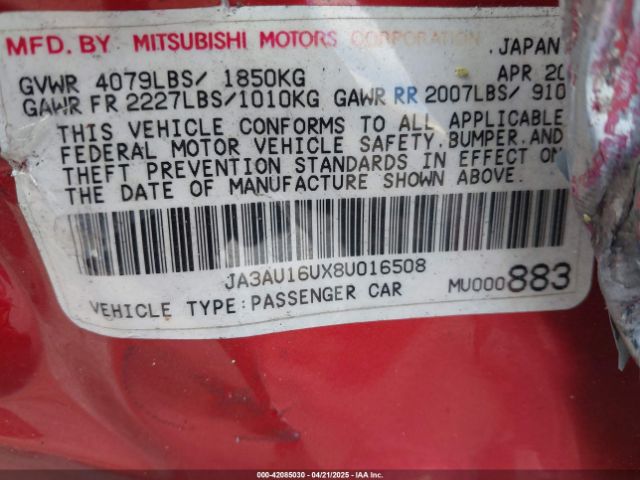 MFD. BY MITSUBISHI MOTORS CORPORATION .JAPAN
GVWR 4079LBS/ 1850KG APR 20
GAWR FR 2227LBS/1010KG GAWR RR 2007LBS/ 910
THIS VEHICLE CONFORMS TO ALL APPLICABLE
FEDERAL MOTOR VEHICLE SAFETY,BUMPER,AND
THEFT PREVENTION STANDARDS IN EFFECT ON
THE DATE OF MANUFACTURE SHOWN ABOVE.
JA3AU16UX8U016508
VEHICLE TYPE:PASSENGER CAR MU000883
000-42085030 - 04/21/2025 - IAAI.COM